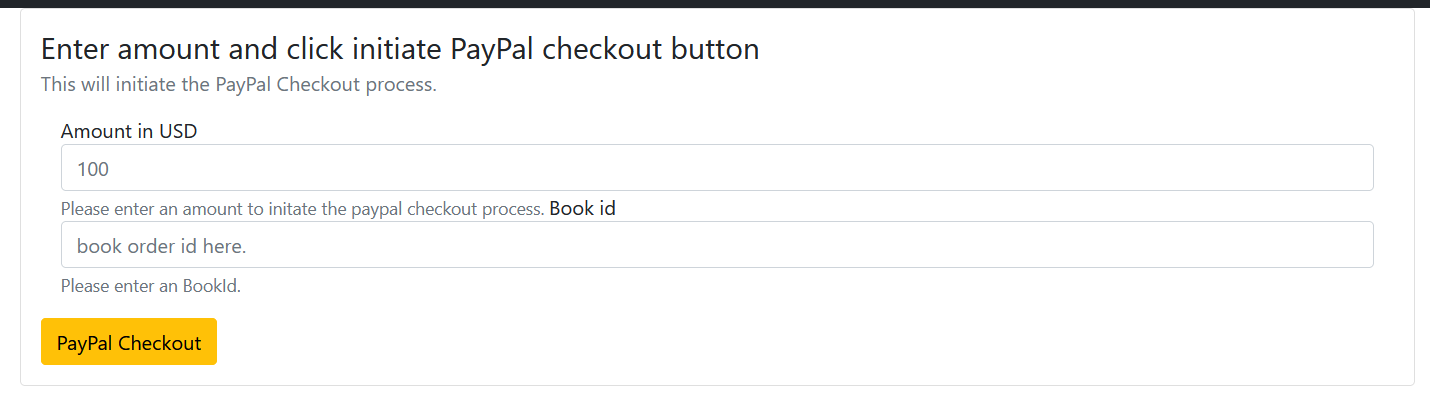 Enter amount and click initiate PayPal checkout button
This will initiate the PayPal Checkout process.
Amount in USD
100
Please enter an amount to initate the paypal checkout process. Book id
book order id here.
Please enter an BookId.
PayPal Checkout